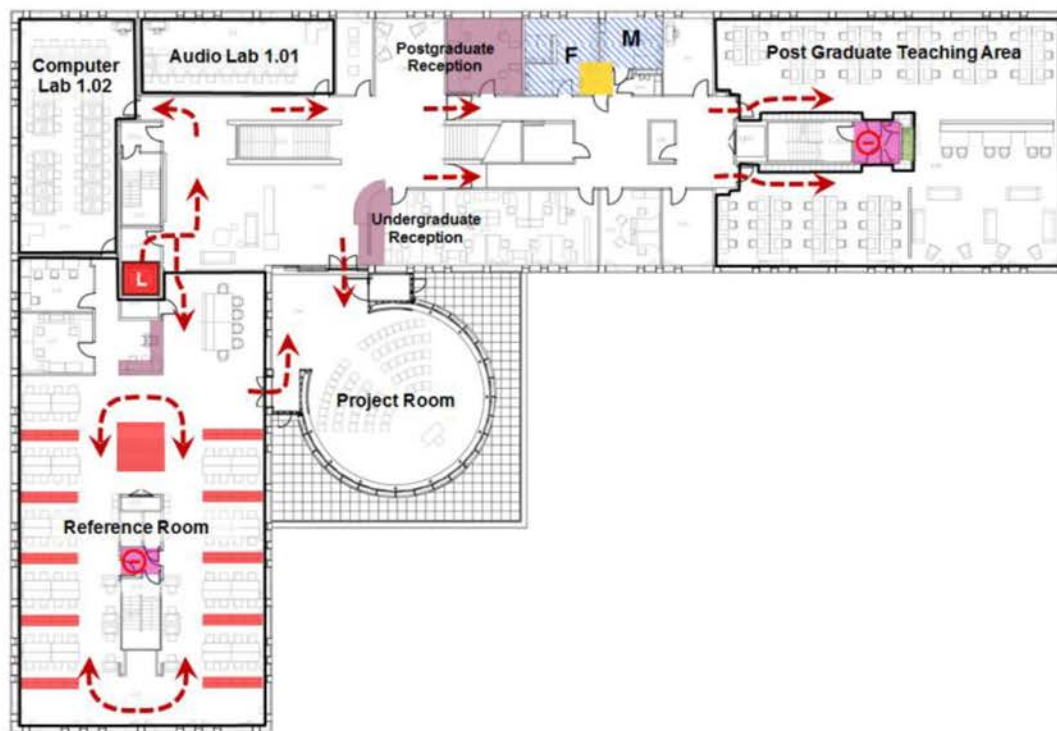 Computer
Lab 1.02
Audio Lab 1.01
Postgraduate
Reception
F
M
Post Graduate Teaching Area
Undergraduate
Reception
L
Project Room
Reference Room